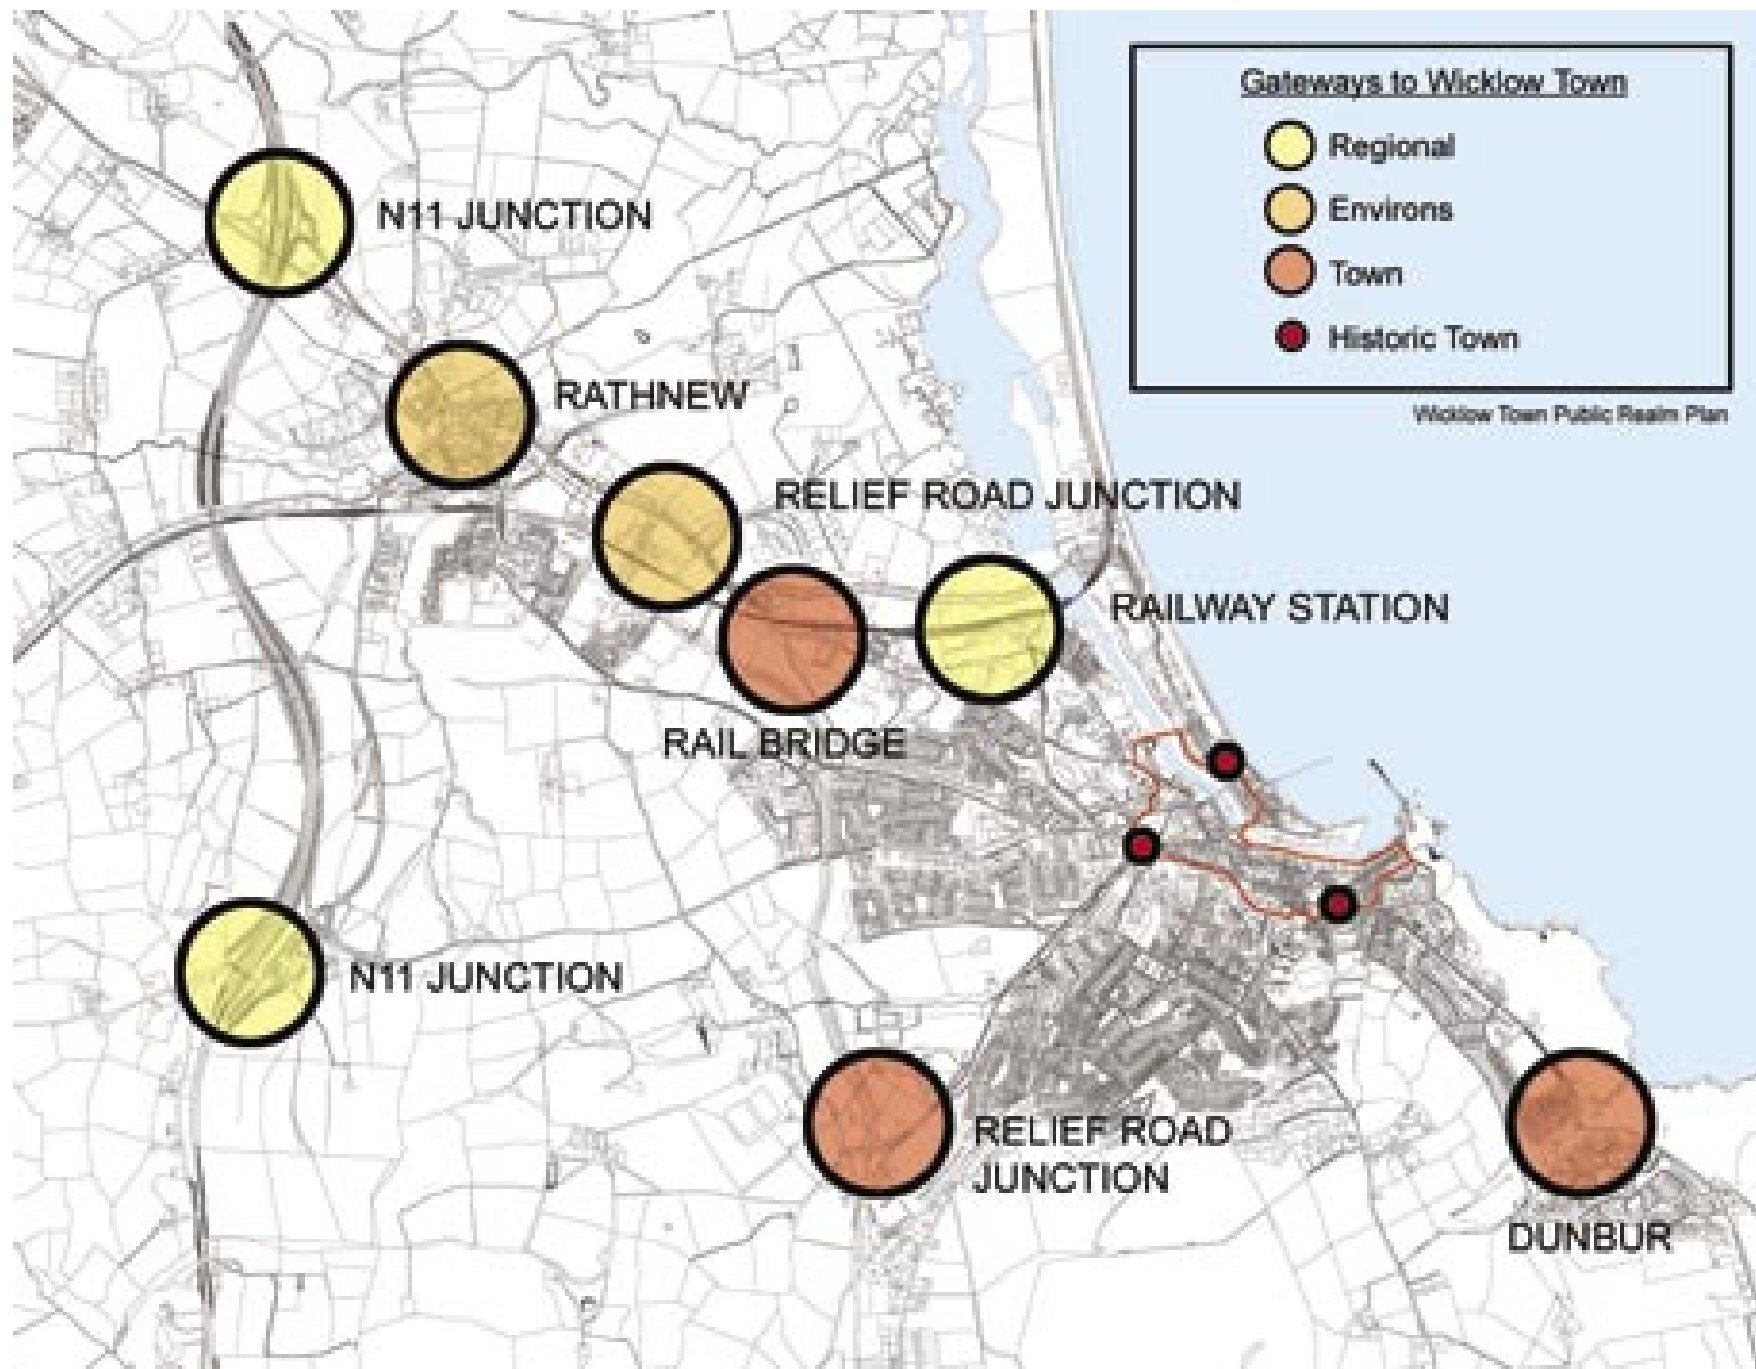 Gateways to Wicklow Town
Regional
Environs
Town
Historic Town
Wicklow Town Public Realm Plan
N11 JUNCTION
RATHNEW
RELIEF ROAD JUNCTION
RAILWAY STATION
RAIL BRIDGE
N11 JUNCTION
RELIEF ROAD
JUNCTION
DUNBUR